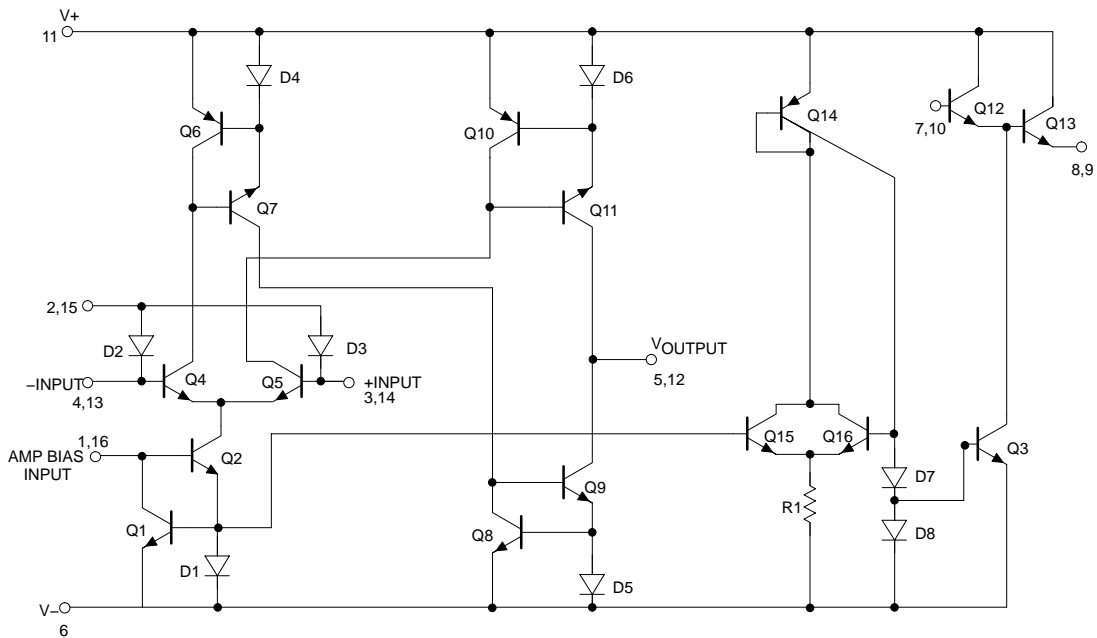 V+
11
D4
D6
Q6
Q10
Q14
Q12
7,10
Q13
8,9
Q7
Q11
2,15
D2
D3
VOUTPUT
5,12
−INPUT
4,13
Q4
Q5
+INPUT
3,14
1,16
AMP BIAS
INPUT
Q2
Q15
Q16
Q3
D7
Q9
R1
Q1
Q8
D8
D1
D5
V−
6